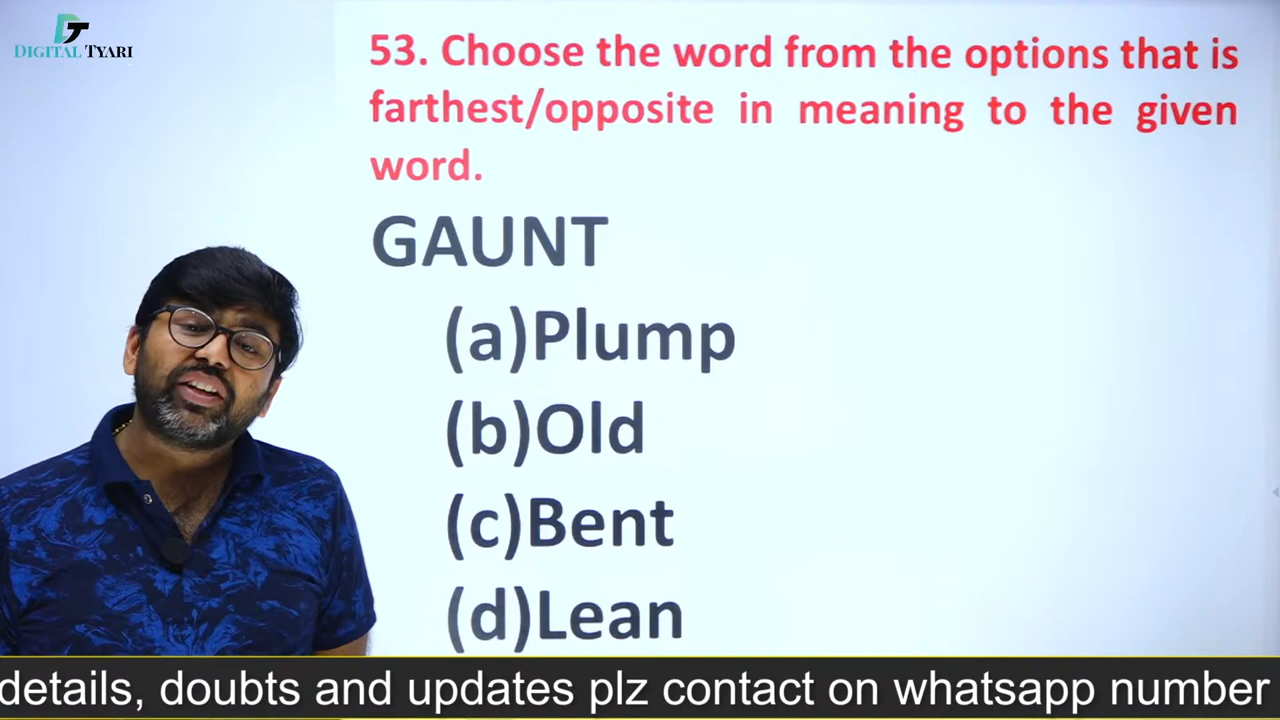 DIGITAL TYARI
53. Choose the word from the options that is
farthest/opposite in meaning to the given
word.
GAUNT
(a)Plump
(b)Old
(c)Bent
(d)Lean
details, doubts and updates plz contact on whatsapp number